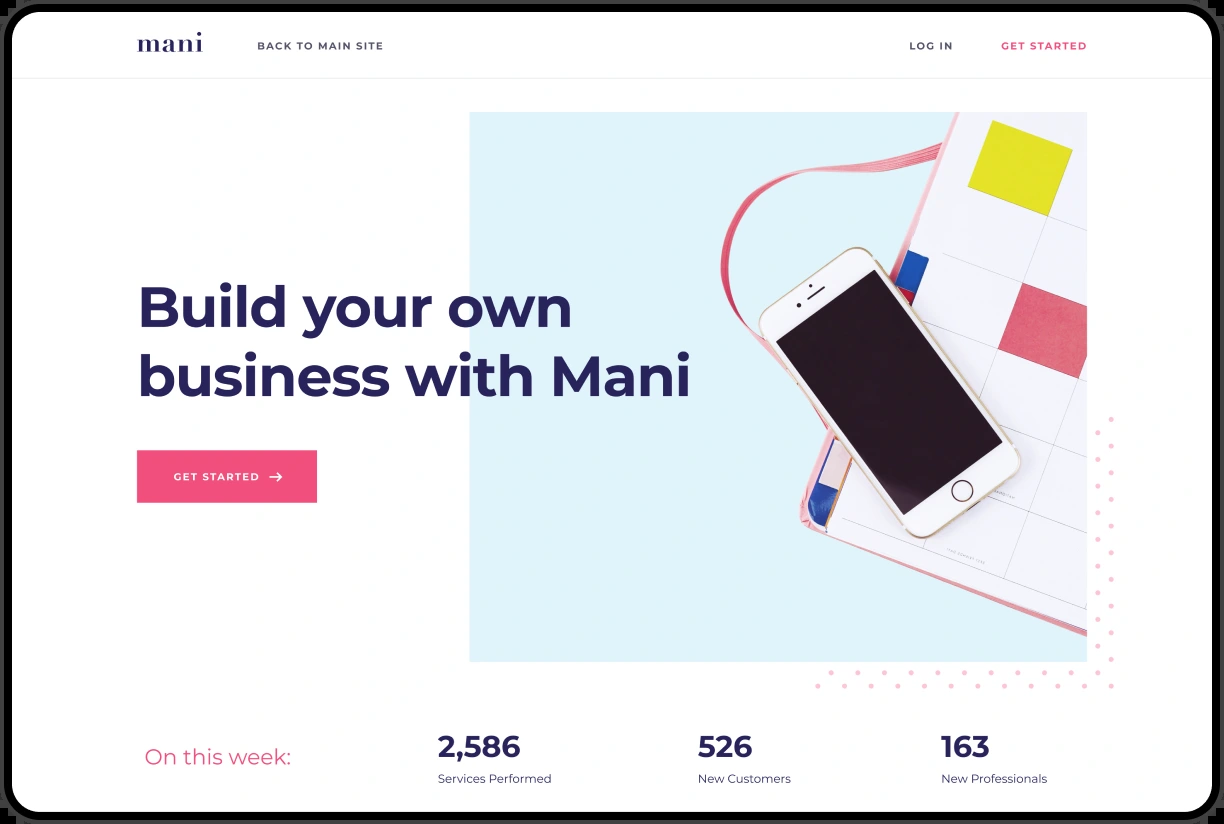 mani
BACK TO MAIN SITE
LOG IN
GET STARTED
Build your own
business with Mani
GET STARTED →
On this week:
2,586
Services Performed
526
New Customers
163
New Professionals